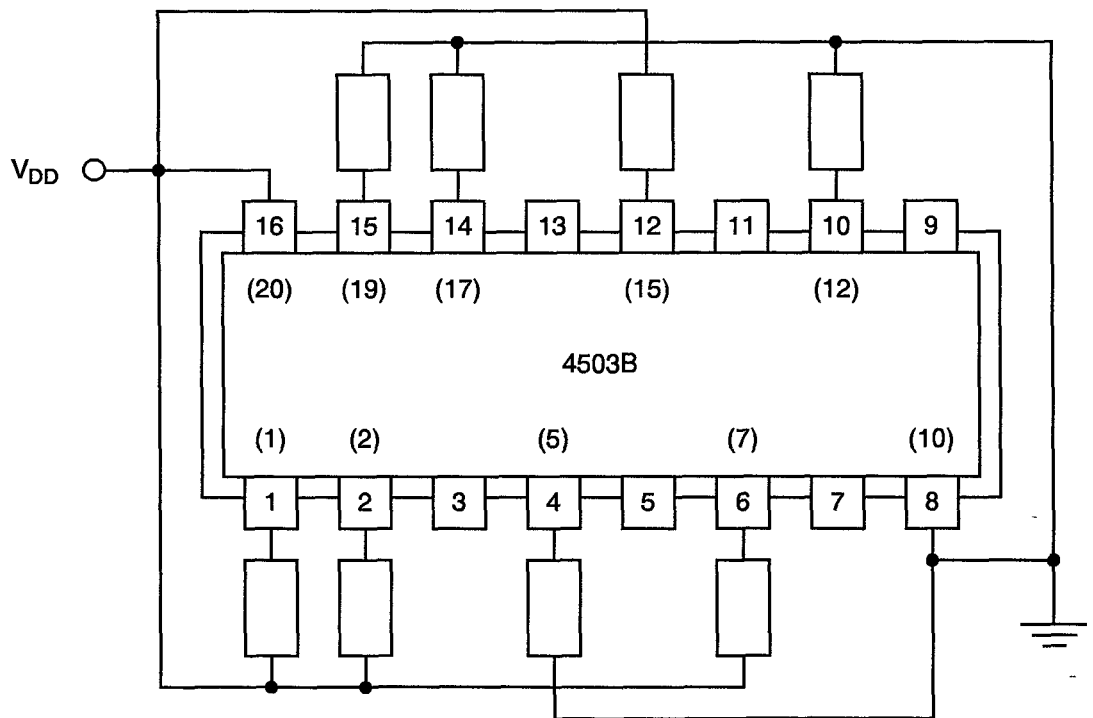 V_DD
16 15 14 13 12 11 10 9
(20) (19) (17) (15) (12)
4503B
(1) (2) (5) (7) (10)
1 2 3 4 5 6 7 8